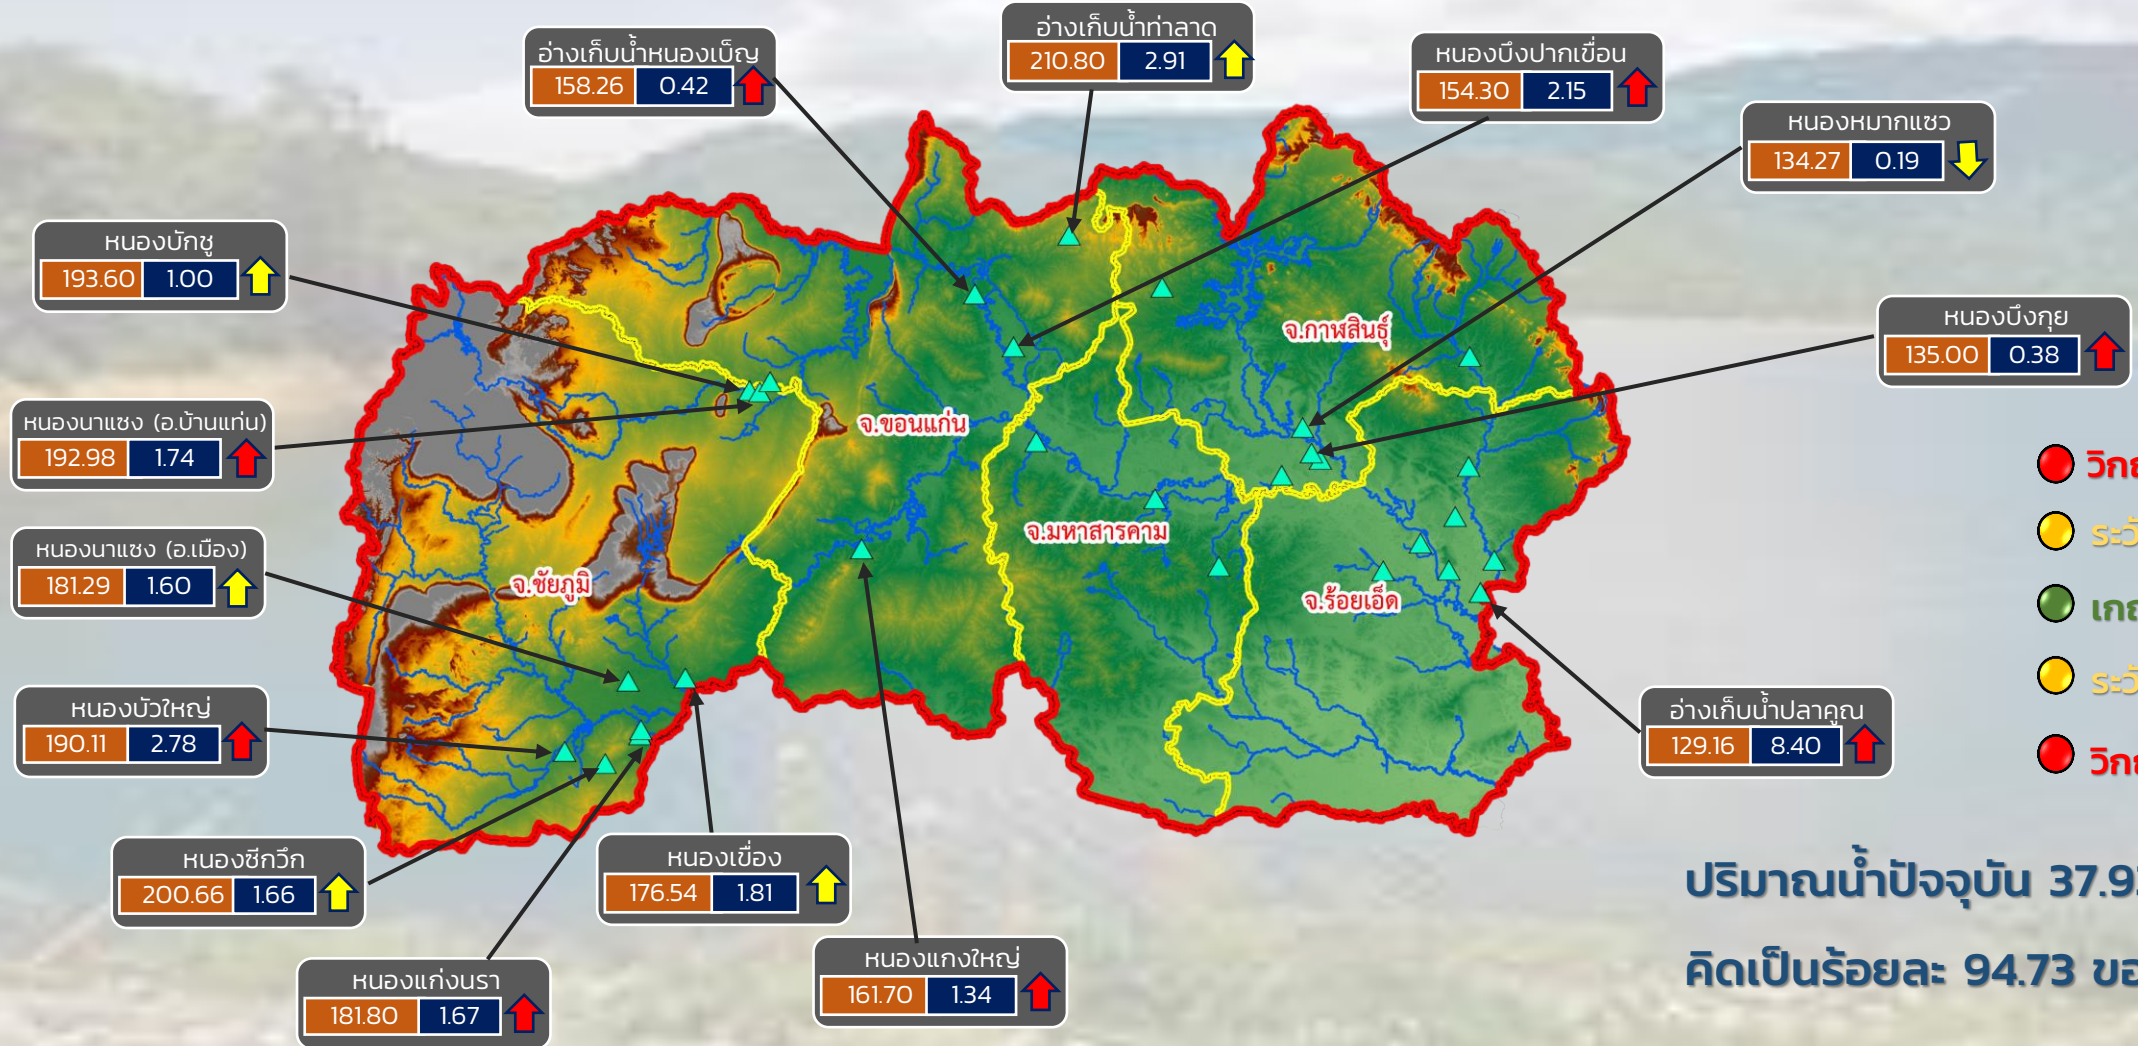 อ่างเก็บน้ำหนองเบ็ญ
158.26 0.42
อ่างเก็บน้ำท่าลาด
210.80 2.91
หนองบึงปากเขื่อน
154.30 2.15
หนองหมากแซว
134.27 0.19
หนองบักซู
193.60 1.00
หนองบึงกุย
135.00 0.38
หนองนาแซง (อ.บ้านแท่น)
192.98 1.74
หนองนาแซง (อ.เมือง)
181.29 1.60
หนองบัวใหญ่
190.11 2.78
อ่างเก็บน้ำปลาคูณ
129.16 8.40
หนองซีกวึก
200.66 1.66
หนองเขื่อง
176.54 1.81
หนองแก่งนรา
181.80 1.67
หนองแกงใหญ่
161.70 1.34
จ.กาฬสินธุ์
จ.ขอนแก่น
จ.มหาสารคาม
จ.ชัยภูมิ
จ.ร้อยเอ็ด
ปริมาณน้ำปัจจุบัน 37.9
คิดเป็นร้อยละ 94.73